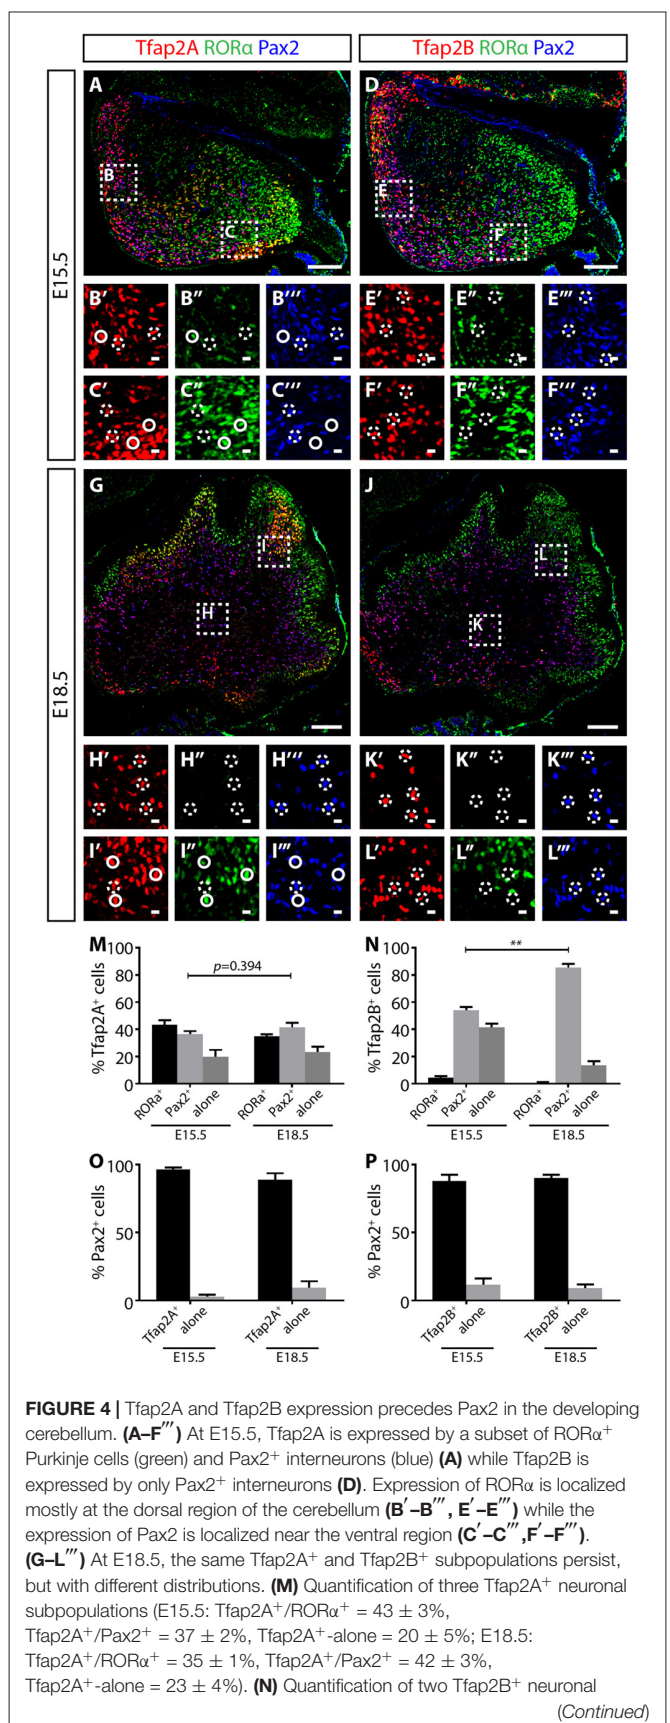 Tfap2A RORα Pax2
Tfap2B RORα Pax2
E15.5
A
B
C
D
E
F
B′ B″ B‴ E′ E″ E‴
C′ C″ C‴ F′ F″ F‴
E18.5
G
H
I
J
K
L
H′ H″ H‴ K′ K″ K‴
I′ I″ I‴ L′ L″ L‴
M
% Tfap2A⁺ cells
100
80
60
40
20
0
p=0.394
RORa⁺ Pax2⁺ alone RORa⁺ Pax2⁺ alone
E15.5 E18.5
N
% Tfap2B⁺ cells
100
80
60
40
20
0
**
RORa⁺ Pax2⁺ alone RORa⁺ Pax2⁺ alone
E15.5 E18.5
O
% Pax2⁺ cells
100
50
0
Tfap2A⁺ alone Tfap2A⁺ alone
E15.5 E18.5
P
% Pax2⁺ cells
100
50
0
Tfap2B⁺ alone Tfap2B⁺ alone
E15.5 E18.5
FIGURE 4 | Tfap2A and Tfap2B expression precedes Pax2 in the developing
cerebellum. (A–F‴) At E15.5, Tfap2A is expressed by a subset of RORα⁺
Purkinje cells (green) and Pax2+ interneurons (blue) (A) while Tfap2B is
expressed by only Pax2⁺ interneurons (D). Expression of RORα is localized
mostly at the dorsal region of the cerebellum (B′–B‴, E′–E‴) while the
expression of Pax2 is localized near the ventral region (C′–C‴,F′–F‴).
(G–L‴) At E18.5, the same Tfap2A⁺ and Tfap2B⁺ subpopulations persist,
but with different distributions. (M) Quantification of three Tfap2A⁺ neuronal
subpopulations (E15.5: Tfap2A⁺/RORα⁺ = 43 ± 3%,
Tfap2A⁺/Pax2⁺ = 37 ± 2%, Tfap2A⁺-alone = 20 ± 5%; E18.5:
Tfap2A⁺/RORα⁺ = 35 ± 1%, Tfap2A⁺/Pax2⁺ = 42 ± 3%,
Tfap2A⁺-alone = 23 ± 4%). (N) Quantification of two Tfap2B⁺ neuronal
(Continued)